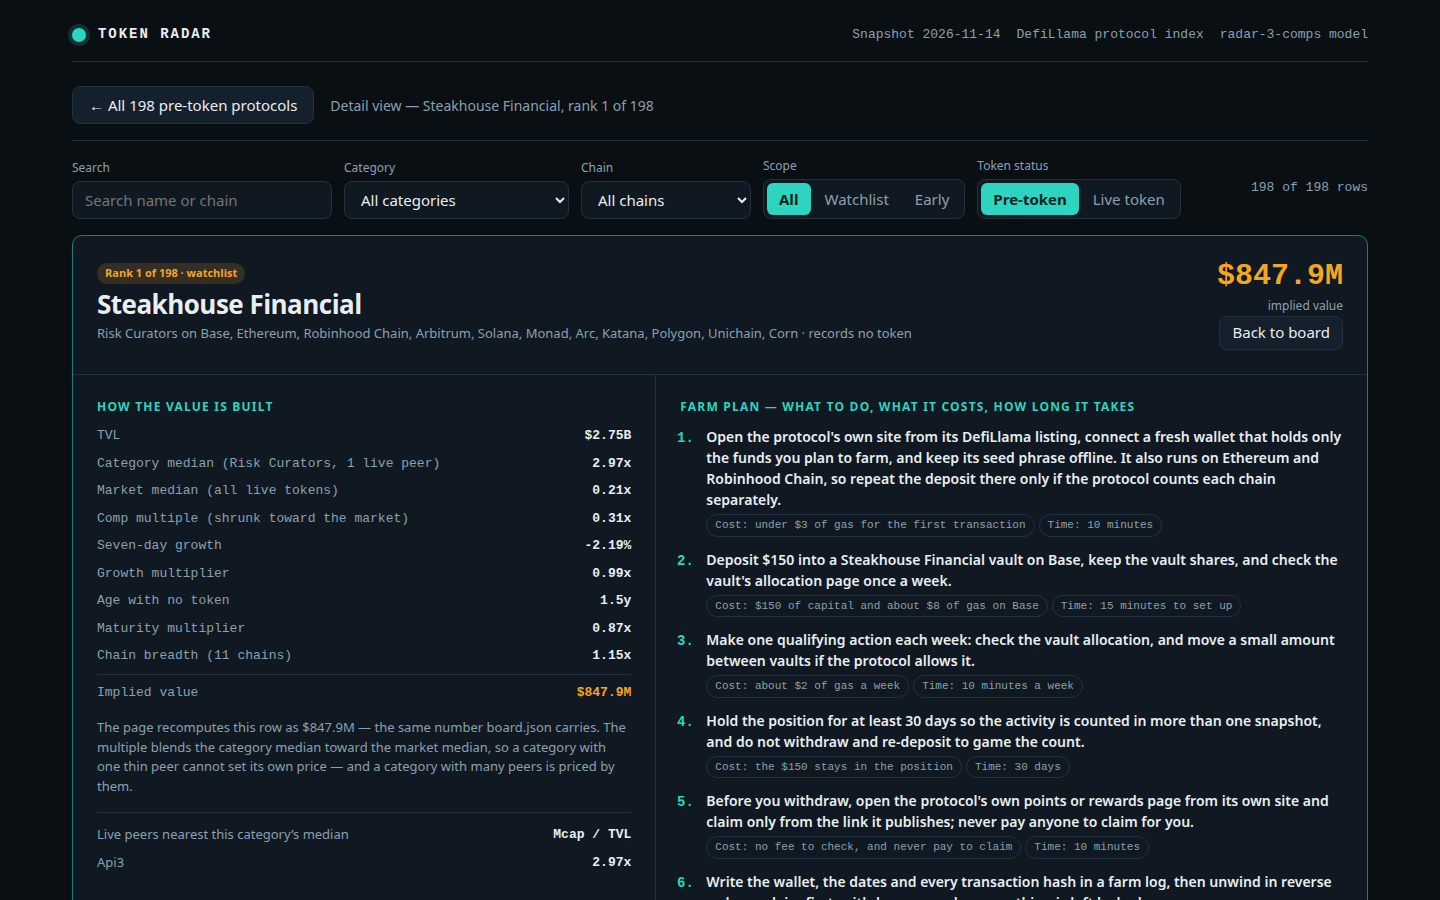 TOKEN RADAR
Snapshot 2026-11-14 DefiLlama protocol index radar-3-comps model
← All 198 pre-token protocols
Detail view — Steakhouse Financial, rank 1 of 198
Search
Category
Chain
Scope
Token status
Search name or chain
All categories
All chains
All Watchlist Early
Pre-token Live token
198 of 198 rows
Rank 1 of 198 · watchlist
Steakhouse Financial
Risk Curators on Base, Ethereum, Robinhood Chain, Arbitrum, Solana, Monad, Arc, Katana, Polygon, Unichain, Corn · records no token
$847.9M
implied value
Back to board
HOW THE VALUE IS BUILT
TVL $2.75B
Category median (Risk Curators, 1 live peer) 2.97x
Market median (all live tokens) 0.21x
Comp multiple (shrunk toward the market) 0.31x
Seven-day growth -2.19%
Growth multiplier 0.99x
Age with no token 1.5y
Maturity multiplier 0.87x
Chain breadth (11 chains) 1.15x
Implied value $847.9M
The page recomputes this row as $847.9M — the same number board.json carries. The
multiple blends the category median toward the market median, so a category with
one thin peer cannot set its own price — and a category with many peers is priced by
them.
Live peers nearest this category's median Mcap / TVL
Api3 2.97x
FARM PLAN — WHAT TO DO, WHAT IT COSTS, HOW LONG IT TAKES
1. Open the protocol's own site from its DefiLlama listing, connect a fresh wallet that holds only
the funds you plan to farm, and keep its seed phrase offline. It also runs on Ethereum and
Robinhood Chain, so repeat the deposit there only if the protocol counts each chain
separately.
Cost: under $3 of gas for the first transaction Time: 10 minutes
2. Deposit $150 into a Steakhouse Financial vault on Base, keep the vault shares, and check the
vault's allocation page once a week.
Cost: $150 of capital and about $8 of gas on Base Time: 15 minutes to set up
3. Make one qualifying action each week: check the vault allocation, and move a small amount
between vaults if the protocol allows it.
Cost: about $2 of gas a week Time: 10 minutes a week
4. Hold the position for at least 30 days so the activity is counted in more than one snapshot,
and do not withdraw and re-deposit to game the count.
Cost: the $150 stays in the position Time: 30 days
5. Before you withdraw, open the protocol's own points or rewards page from its own site and
claim only from the link it publishes; never pay anyone to claim for you.
Cost: no fee to check, and never pay to claim Time: 10 minutes
6. Write the wallet, the dates and every transaction hash in a farm log, then unwind in reverse